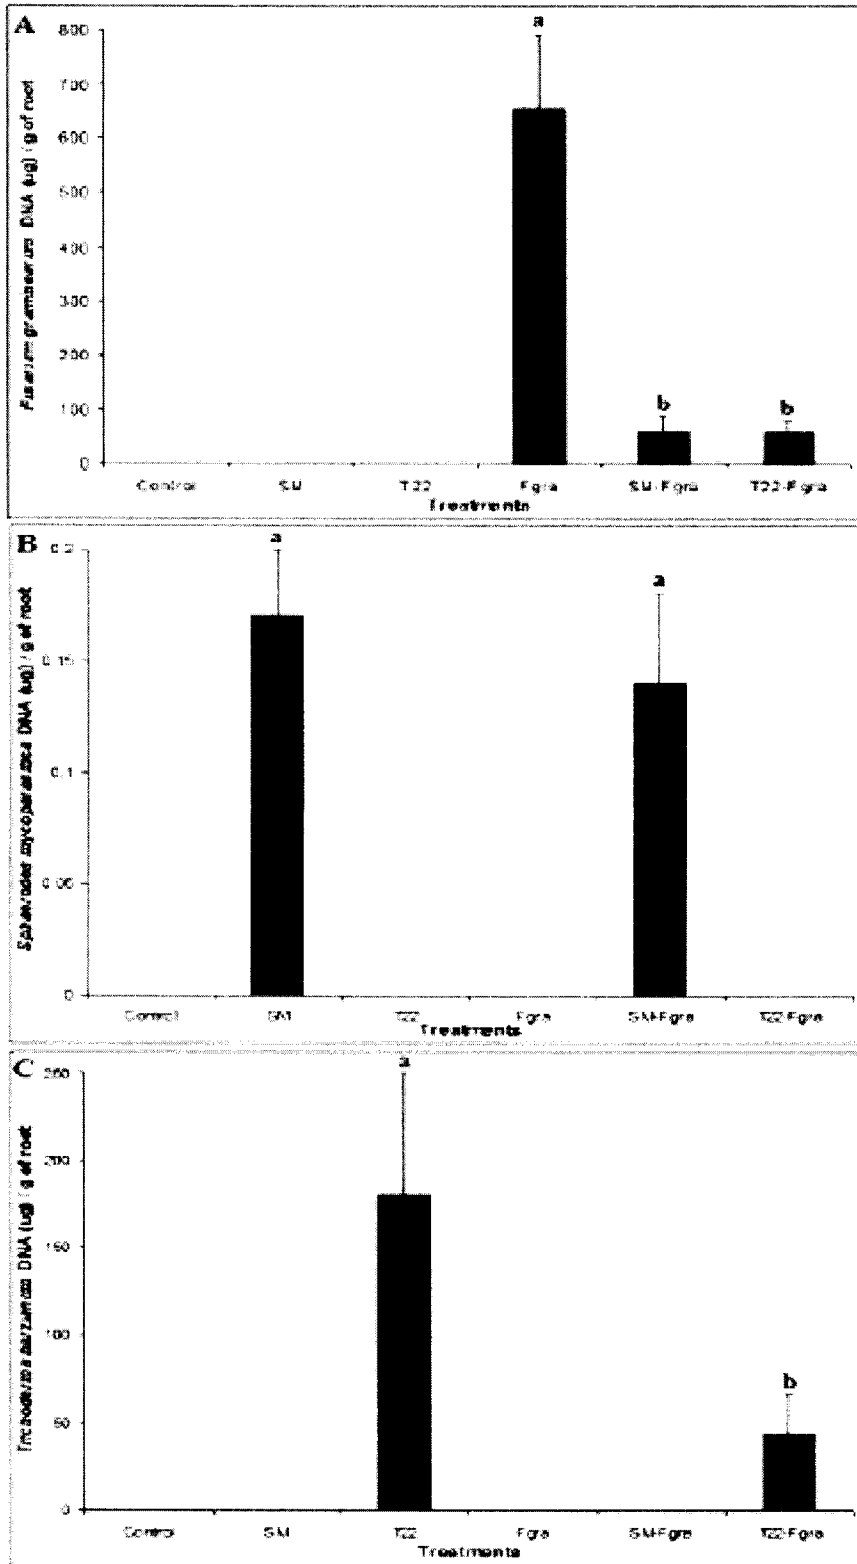 A
a
800
700
600
500
400
300
200
100
0
b
b
DNA (ug) / g of root
Control
SM
T22
Fgra
SM-Fgra
T22-Fgra
Treatments
B
a
a
0.2
0.15
0.1
0.05
0
mycoparasitica DNA (ug) / g of root
Control
SM
T22
Fgra
SM-Fgra
T22-Fgra
Treatments
C
a
250
200
150
100
50
0
b
Trichoderma harzianum DNA (ug) / g of root
Control
SM
T22
Fgra
SM-Fgra
T22-Fgra
Treatments